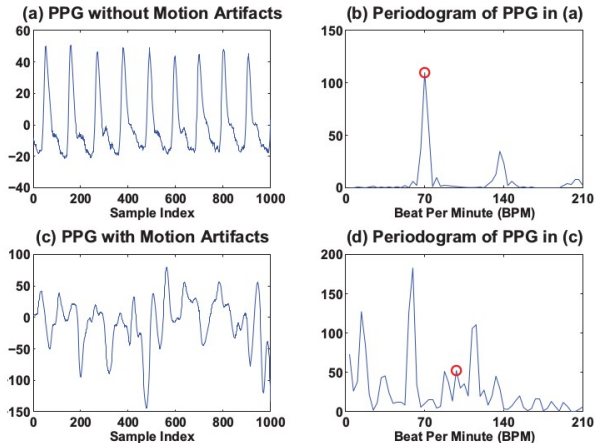 (a) PPG without Motion Artifacts
60
40
20
0
−20
−40
0 200 400 600 800 1000
Sample Index
(b) Periodogram of PPG in (a)
150
100
50
0
0 70 140 210
Beat Per Minute (BPM)
(c) PPG with Motion Artifacts
100
50
0
−50
−100
−150
0 200 400 600 800 1000
Sample Index
(d) Periodogram of PPG in (c)
200
150
100
50
0
0 70 140 210
Beat Per Minute (BPM)